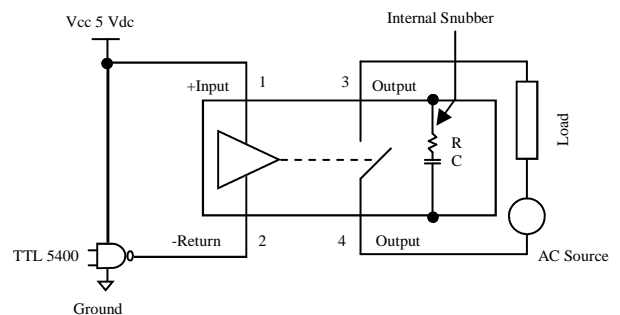 Vcc 5 Vdc
Internal Snubber
+Input
1
3
Output
R
C
Load
-Return
2
4
Output
TTL 5400
AC Source
Ground